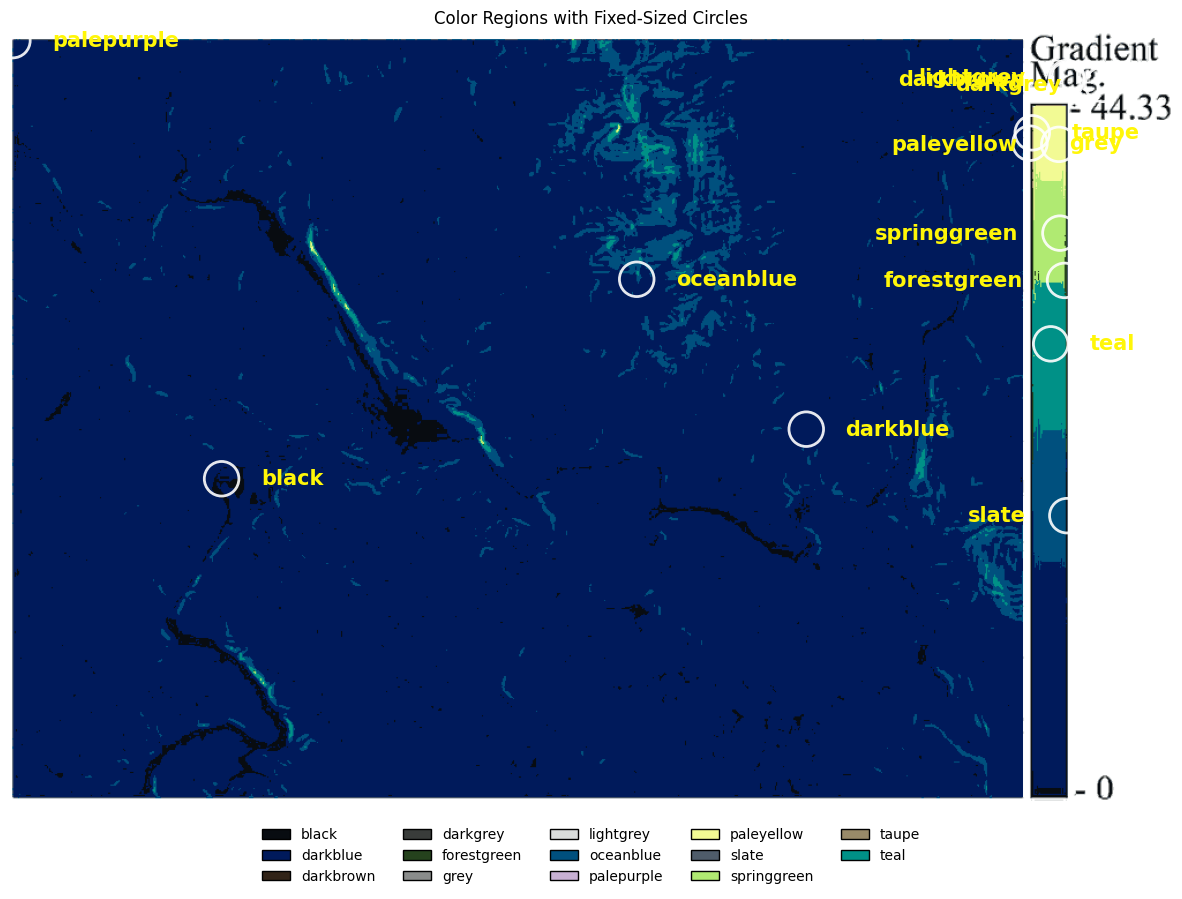 Color Regions with Fixed-Sized Circles
palepurple
Gradient
Mag.
lightgrey
darkbrown
darkgrey
- 44.33
taupe
paleyellow
grey
springgreen
oceanblue
forestgreen
teal
darkblue
black
slate
- 0
black
darkgrey
lightgrey
paleyellow
taupe
darkblue
forestgreen
oceanblue
slate
teal
darkbrown
grey
palepurple
springgreen